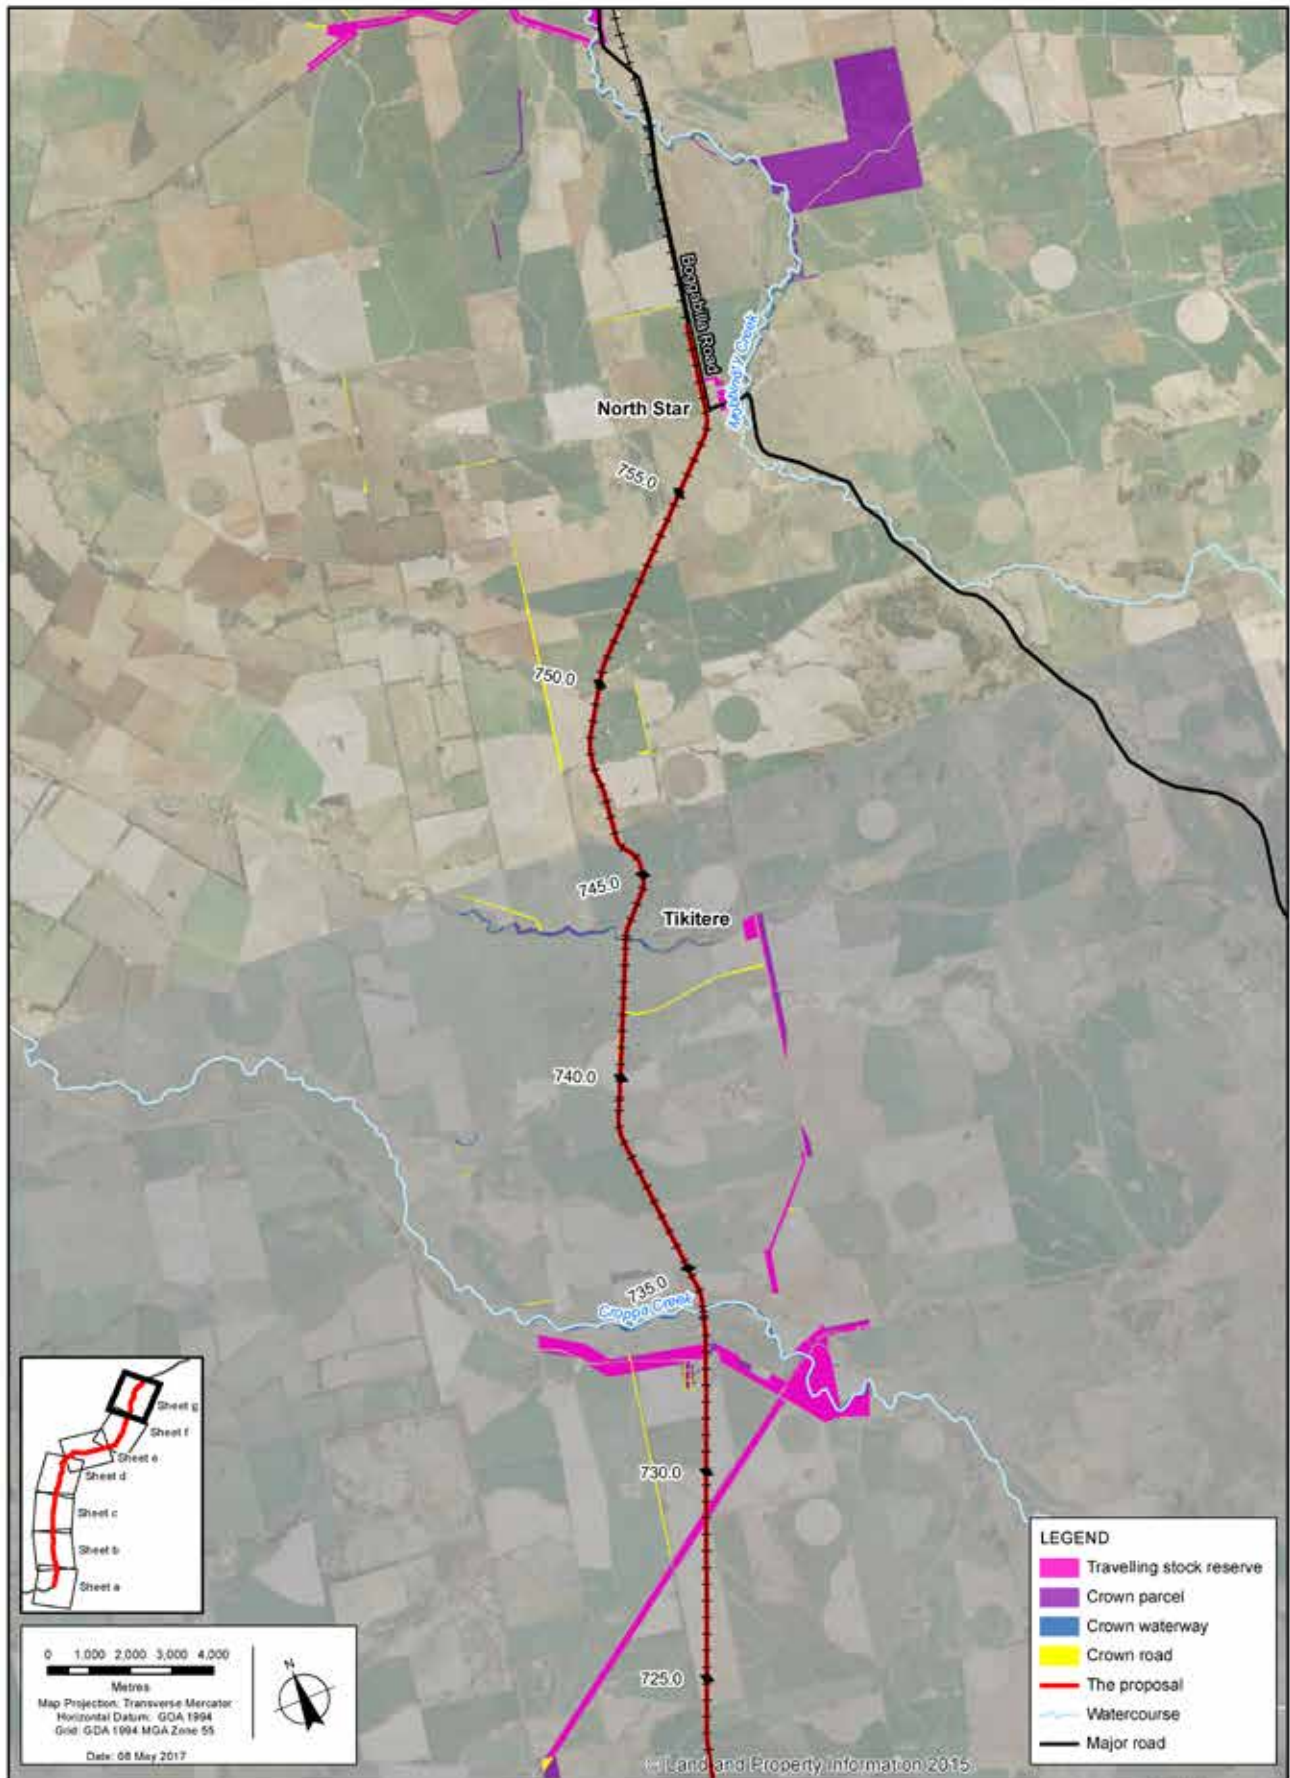 Boggabilla Road
Mobbindry Creek
North Star
755.0
750.0
745.0
Tikitere
740.0
735.0
Croppa Creek
730.0
725.0
Sheet g
Sheet f
Sheet e
Sheet d
Sheet c
Sheet b
Sheet a
LEGEND
Travelling stock reserve
Crown parcel
Crown waterway
Crown road
The proposal
Watercourse
Major road
0 1,000 2,000 3,000 4,000
Metres
Map Projection: Transverse Mercator
Horizontal Datum: GDA 1994
Grid: GDA 1994 MGA Zone 55
Date: 08 May 2017
N
© Land and Property Information 2015